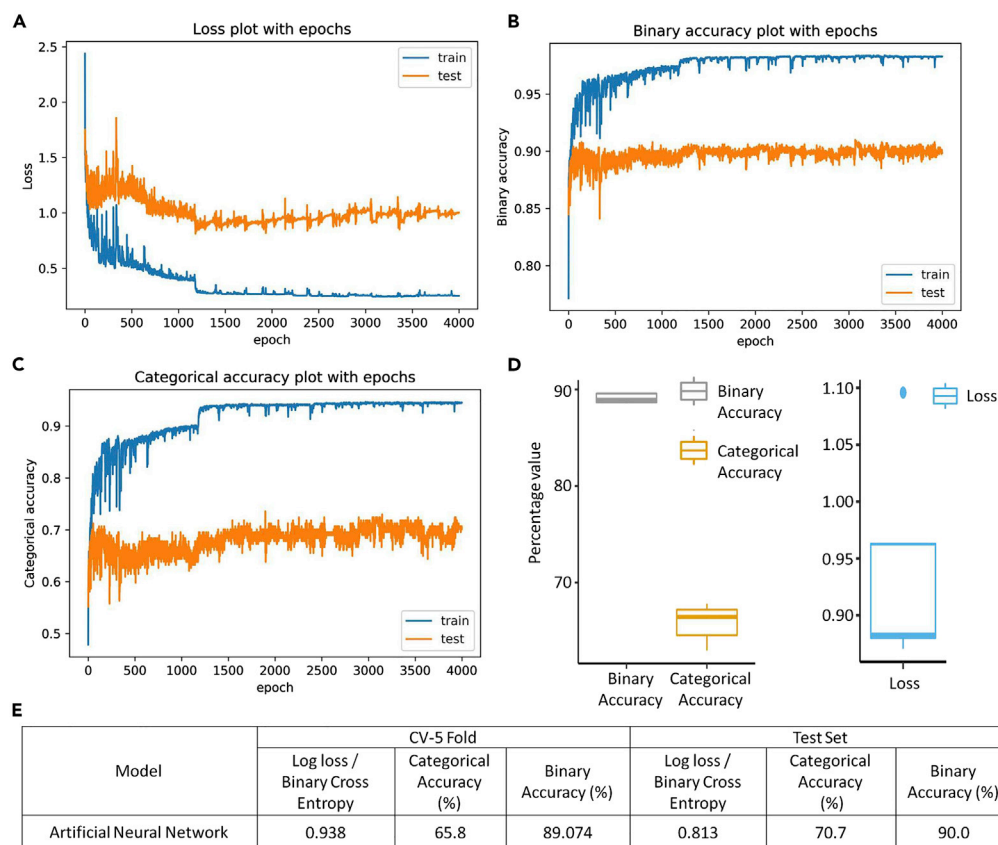 A
Loss plot with epochs
2.5
2.0
1.5
1.0
0.5
Loss
train
test
0 500 1000 1500 2000 2500 3000 3500 4000
epoch
B
Binary accuracy plot with epochs
0.95
0.90
0.85
0.80
Binary accuracy
train
test
0 500 1000 1500 2000 2500 3000 3500 4000
epoch
C
Categorical accuracy plot with epochs
0.9
0.8
0.7
0.6
0.5
Categorical accuracy
train
test
0 500 1000 1500 2000 2500 3000 3500 4000
epoch
D
90
80
70
Percentage value
Binary
Accuracy
Categorical
Accuracy
Binary
Accuracy
Categorical
Accuracy
1.10
1.05
1.00
0.95
0.90
Loss
Loss
E
Model
CV-5 Fold
Test Set
Log loss /
Binary Cross
Entropy
Categorical
Accuracy
(%)
Binary
Accuracy (%)
Log loss /
Binary Cross
Entropy
Categorical
Accuracy
(%)
Binary
Accuracy (%)
Artificial Neural Network 0.938 65.8 89.074 0.813 70.7 90.0